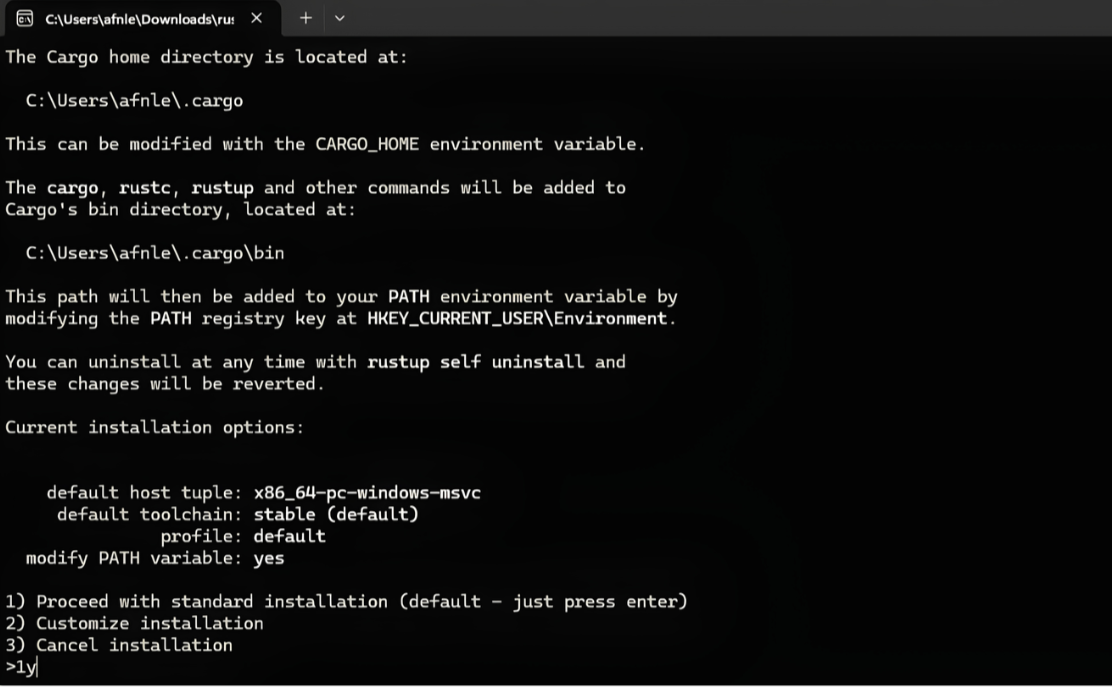 C:\Users\afnle\Downloads\rus
The Cargo home directory is located at:
C:\Users\afnle\.cargo
This can be modified with the CARGO_HOME environment variable.
The cargo, rustc, rustup and other commands will be added to
Cargo's bin directory, located at:
C:\Users\afnle\.cargo\bin
This path will then be added to your PATH environment variable by
modifying the PATH registry key at HKEY_CURRENT_USER\Environment.
You can uninstall at any time with rustup self uninstall and
these changes will be reverted.
Current installation options:
default host tuple: x86_64-pc-windows-msvc
default toolchain: stable (default)
profile: default
modify PATH variable: yes
1) Proceed with standard installation (default - just press enter)
2) Customize installation
3) Cancel installation
>1y